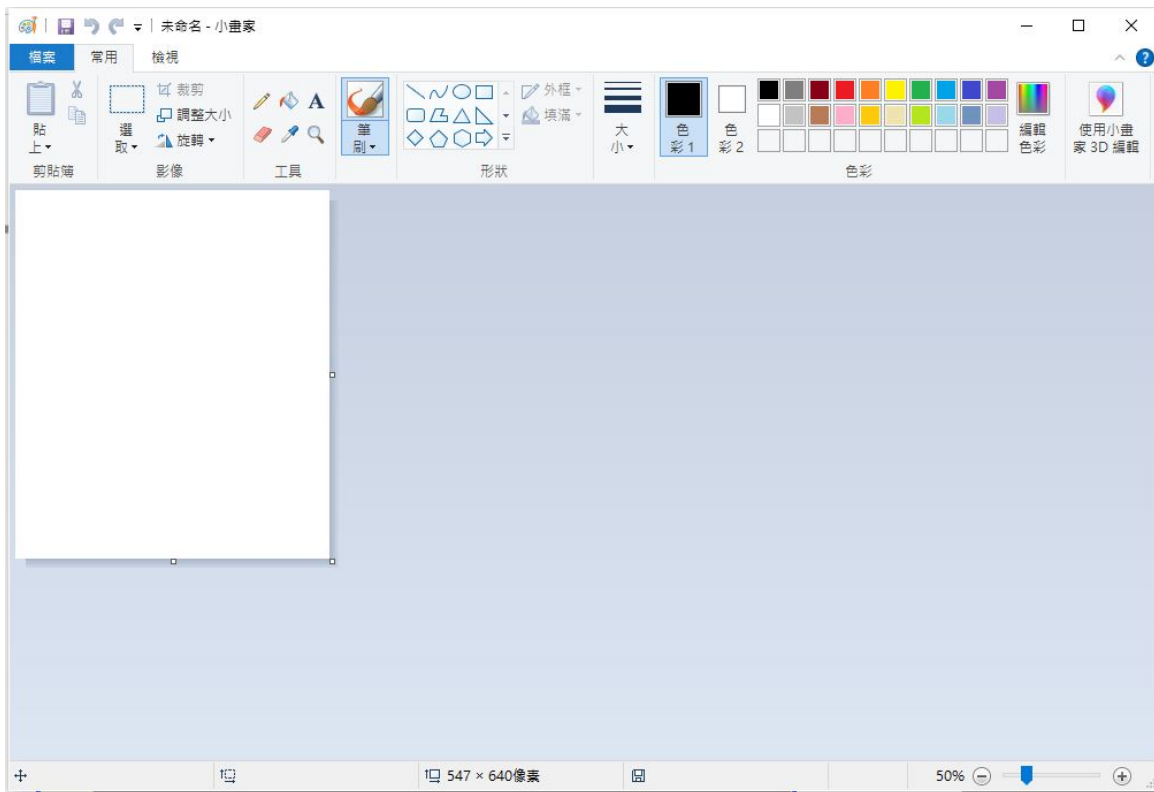 未命名 - 小畫家
檔案 常用 檢視
貼上
剪貼簿
選取
裁剪
調整大小
旋轉
影像
A
工具
筆刷
外框
填滿
形狀
大小
色彩 1
色彩 2
色彩
編輯色彩
使用小畫家 3D 編輯
547 × 640像素
50%